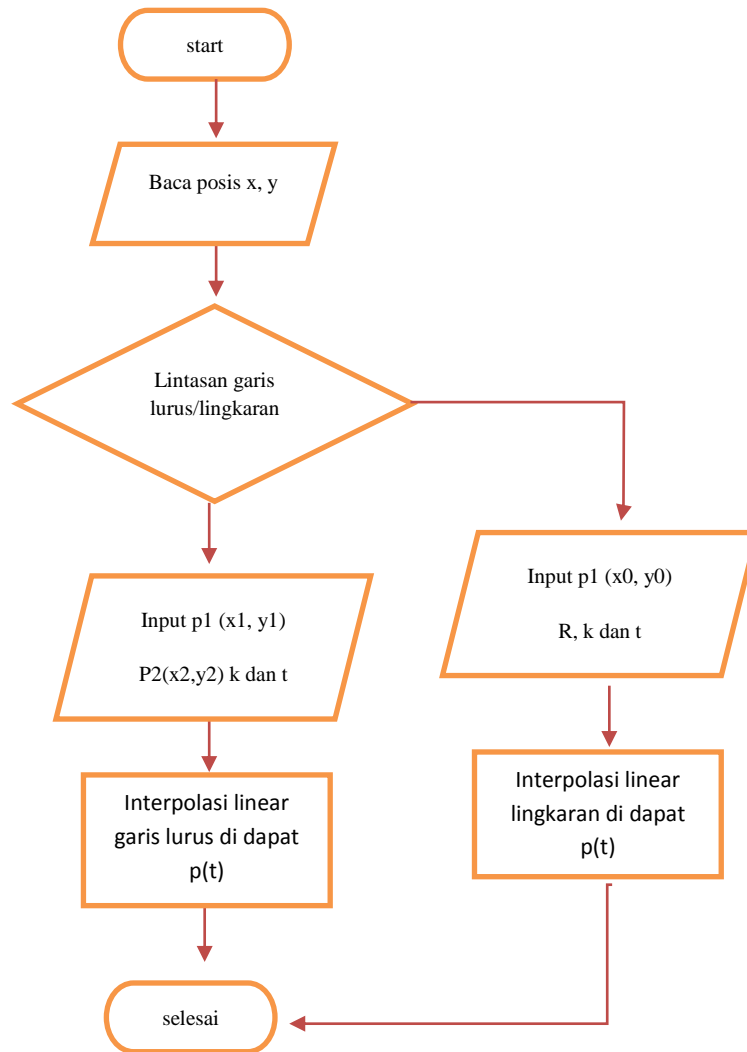 start
Baca posis x, y
Lintasan garis
lurus/lingkaran
Input p1 (x1, y1)
P2(x2,y2) k dan t
Interpolasi linear
garis lurus di dapat
p(t)
Input p1 (x0, y0)
R, k dan t
Interpolasi linear
lingkaran di dapat
p(t)
selesai